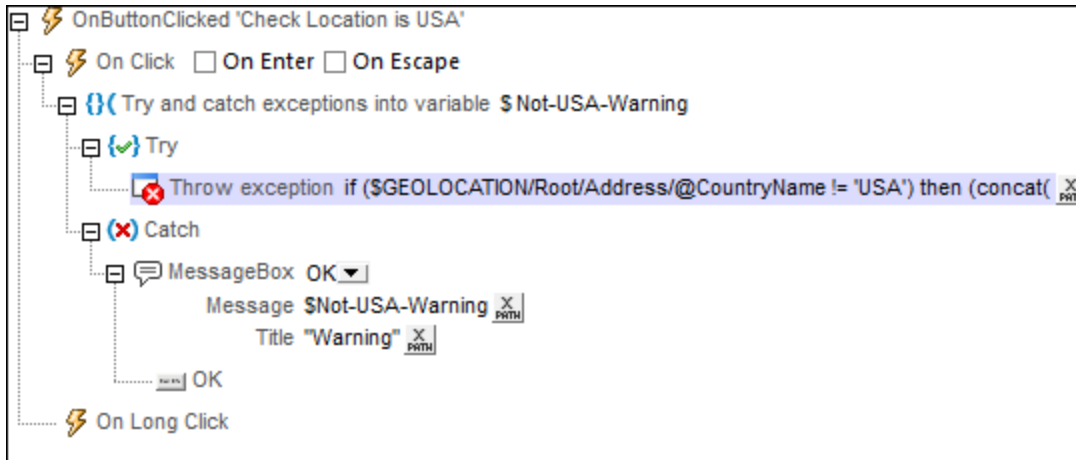 OnButtonClicked 'Check Location is USA'
On Click On Enter On Escape
{}( Try and catch exceptions into variable $Not-USA-Warning
Try
Throw exception if ($GEOLOCATION/Root/Address/@CountryName != "USA") then (concat( X
Catch
MessageBox OK
Message $Not-USA-Warning X PATH
Title "Warning" X PATH
OK
On Long Click